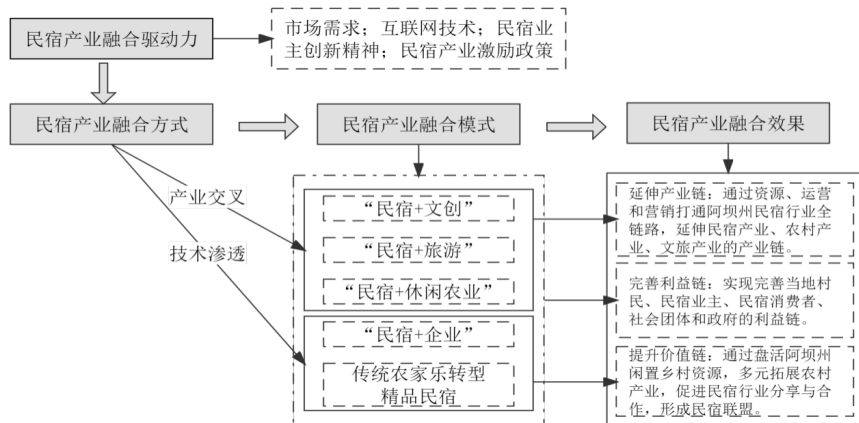 民宿产业融合驱动力
市场需求；互联网技术；民宿业
主创新精神；民宿产业激励政策
民宿产业融合方式
民宿产业融合模式
民宿产业融合效果
产业交叉
技术渗透
“民宿+文创”
“民宿+旅游”
“民宿+休闲农业”
“民宿+企业”
传统农家乐转型
精品民宿
延伸产业链：通过资源、运营
和营销打通阿坝州民宿行业全
链路，延伸民宿产业、农村产
业、文旅产业的产业链。
完善利益链：实现完善当地村
民、民宿业主、民宿消费者、
社会团体和政府的利益链。
提升价值链：通过盘活阿坝州
闲置乡村资源，多元拓展农村
产业，促进民宿行业分享与合
作，形成民宿联盟。